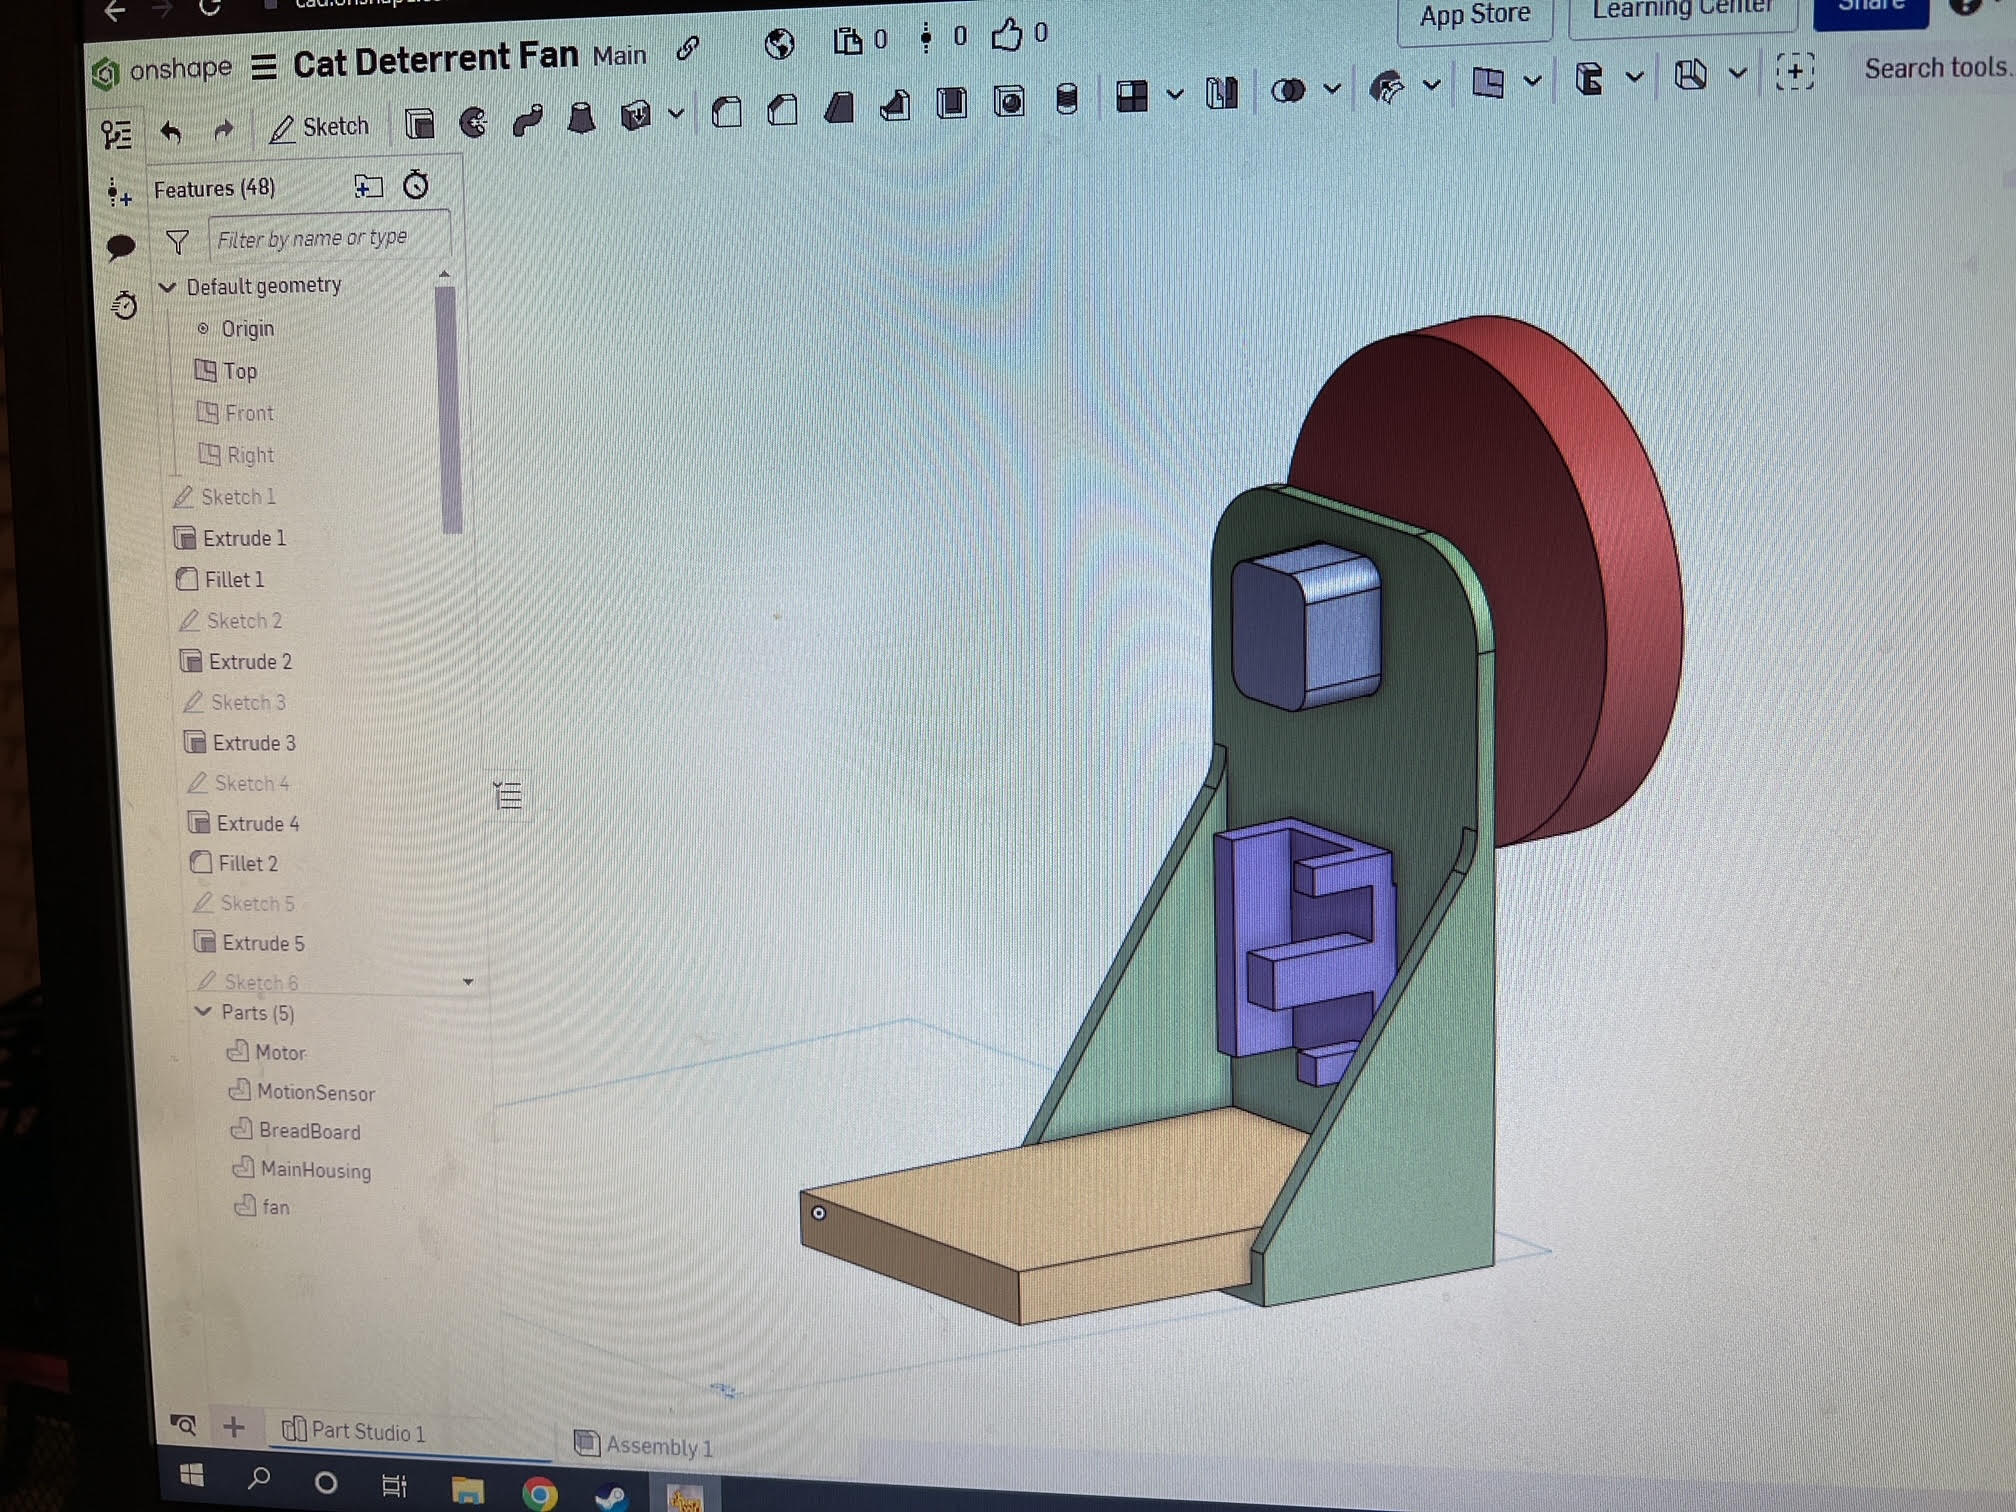 onshape Cat Deterrent Fan Main 0 0 0
App Store
Learning Center
Share
Sketch
Search tools.
Features (48)
Filter by name or type
Default geometry
Origin
Top
Front
Right
Sketch 1
Extrude 1
Fillet 1
Sketch 2
Extrude 2
Sketch 3
Extrude 3
Sketch 4
Extrude 4
Fillet 2
Sketch 5
Extrude 5
Sketch 6
Parts (5)
Motor
MotionSensor
BreadBoard
MainHousing
fan
Part Studio 1
Assembly 1